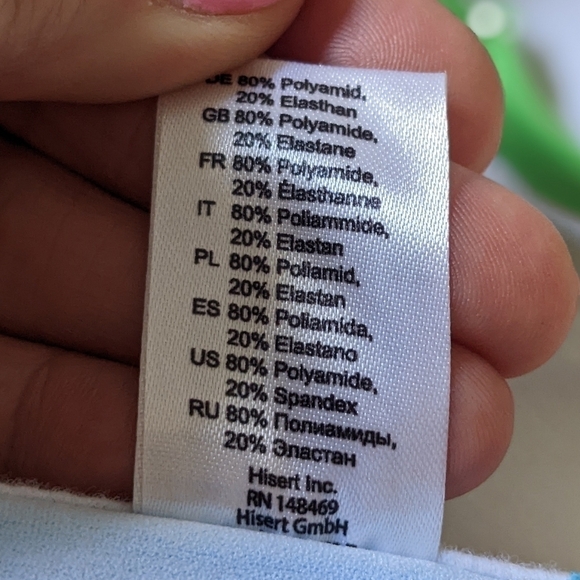 DE 80% Polyamid,
20% Elasthan
GB 80% Polyamide,
20% Elastane
FR 80% Polyamide,
20% Élasthanne
IT 80% Poliammide,
20% Elastan
PL 80% Poliamid,
20% Elastan
ES 80% Poliamida,
20% Elastano
US 80% Polyamide,
20% Spandex
RU 80% Полиамиды,
20% Эластан
Hisert Inc.
RN 148469
Hisert GmbH